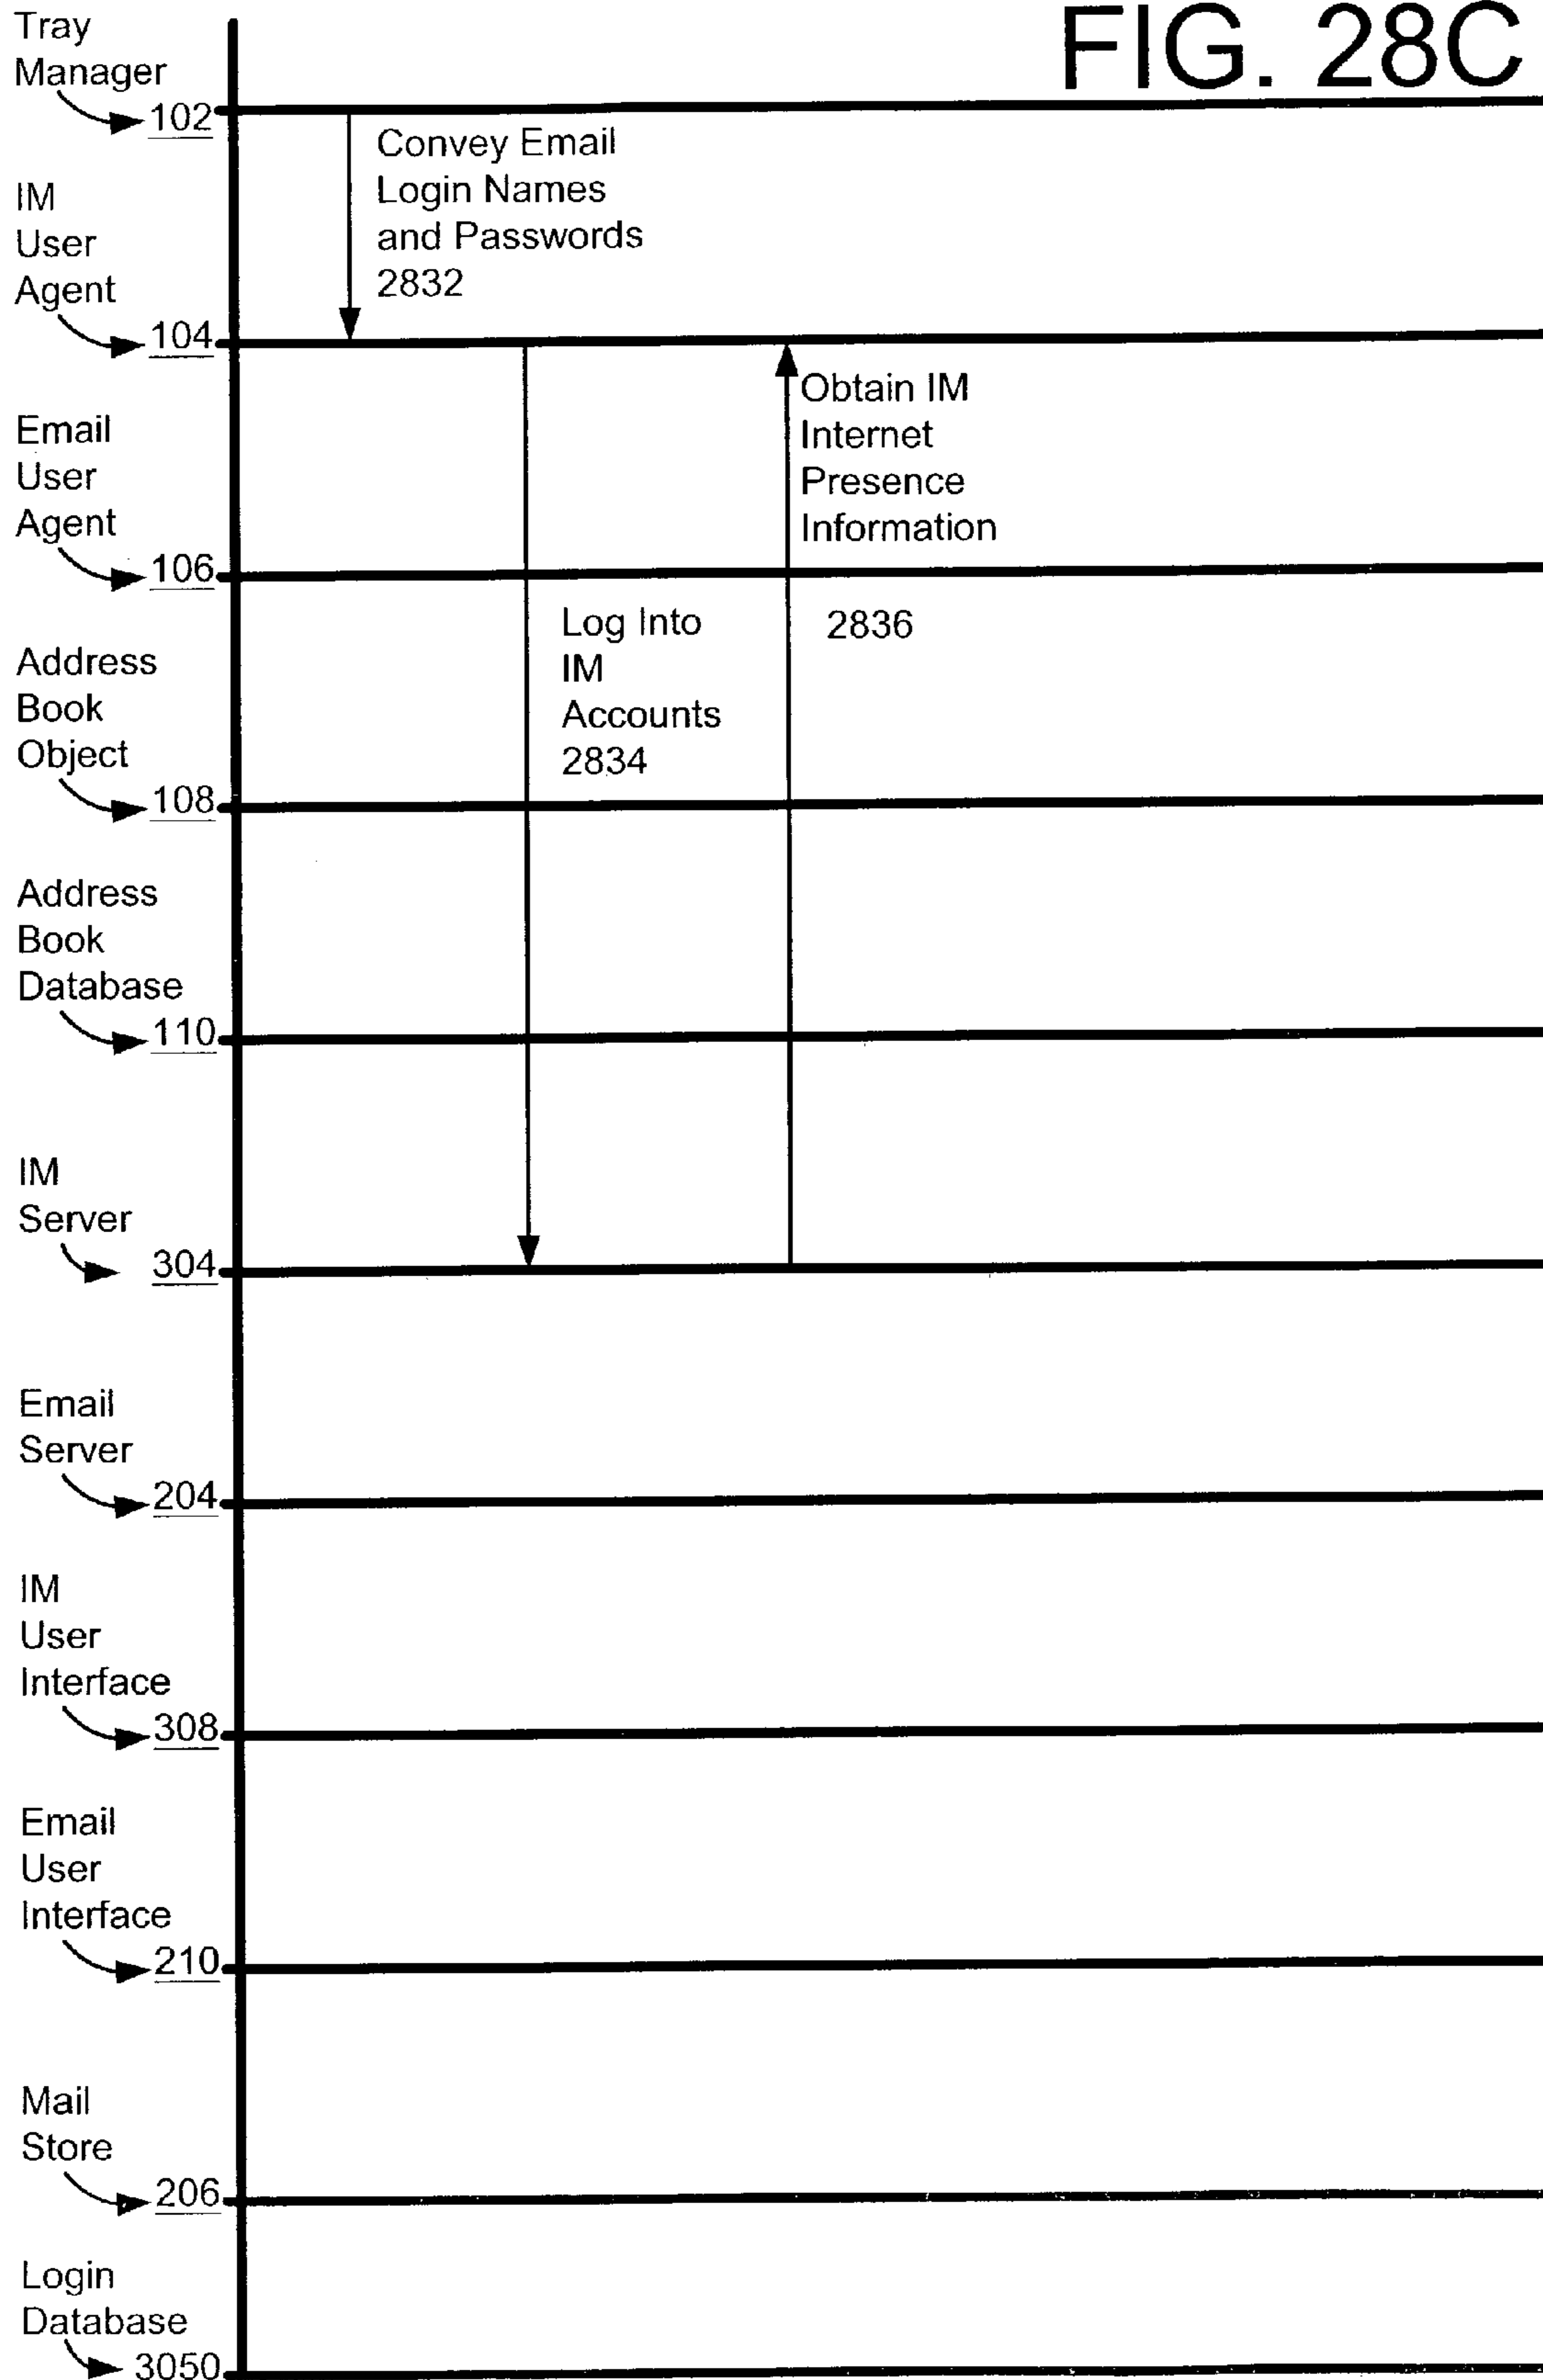 FIG. 28C
Tray
Manager
102
Convey Email
Login Names
and Passwords
2832
IM
User
Agent
104
Obtain IM
Internet
Presence
Information
2836
Email
User
Agent
106
Log Into
IM
Accounts
2834
Address
Book
Object
108
Address
Book
Database
110
IM
Server
304
Email
Server
204
IM
User
Interface
308
Email
User
Interface
210
Mail
Store
206
Login
Database
3050